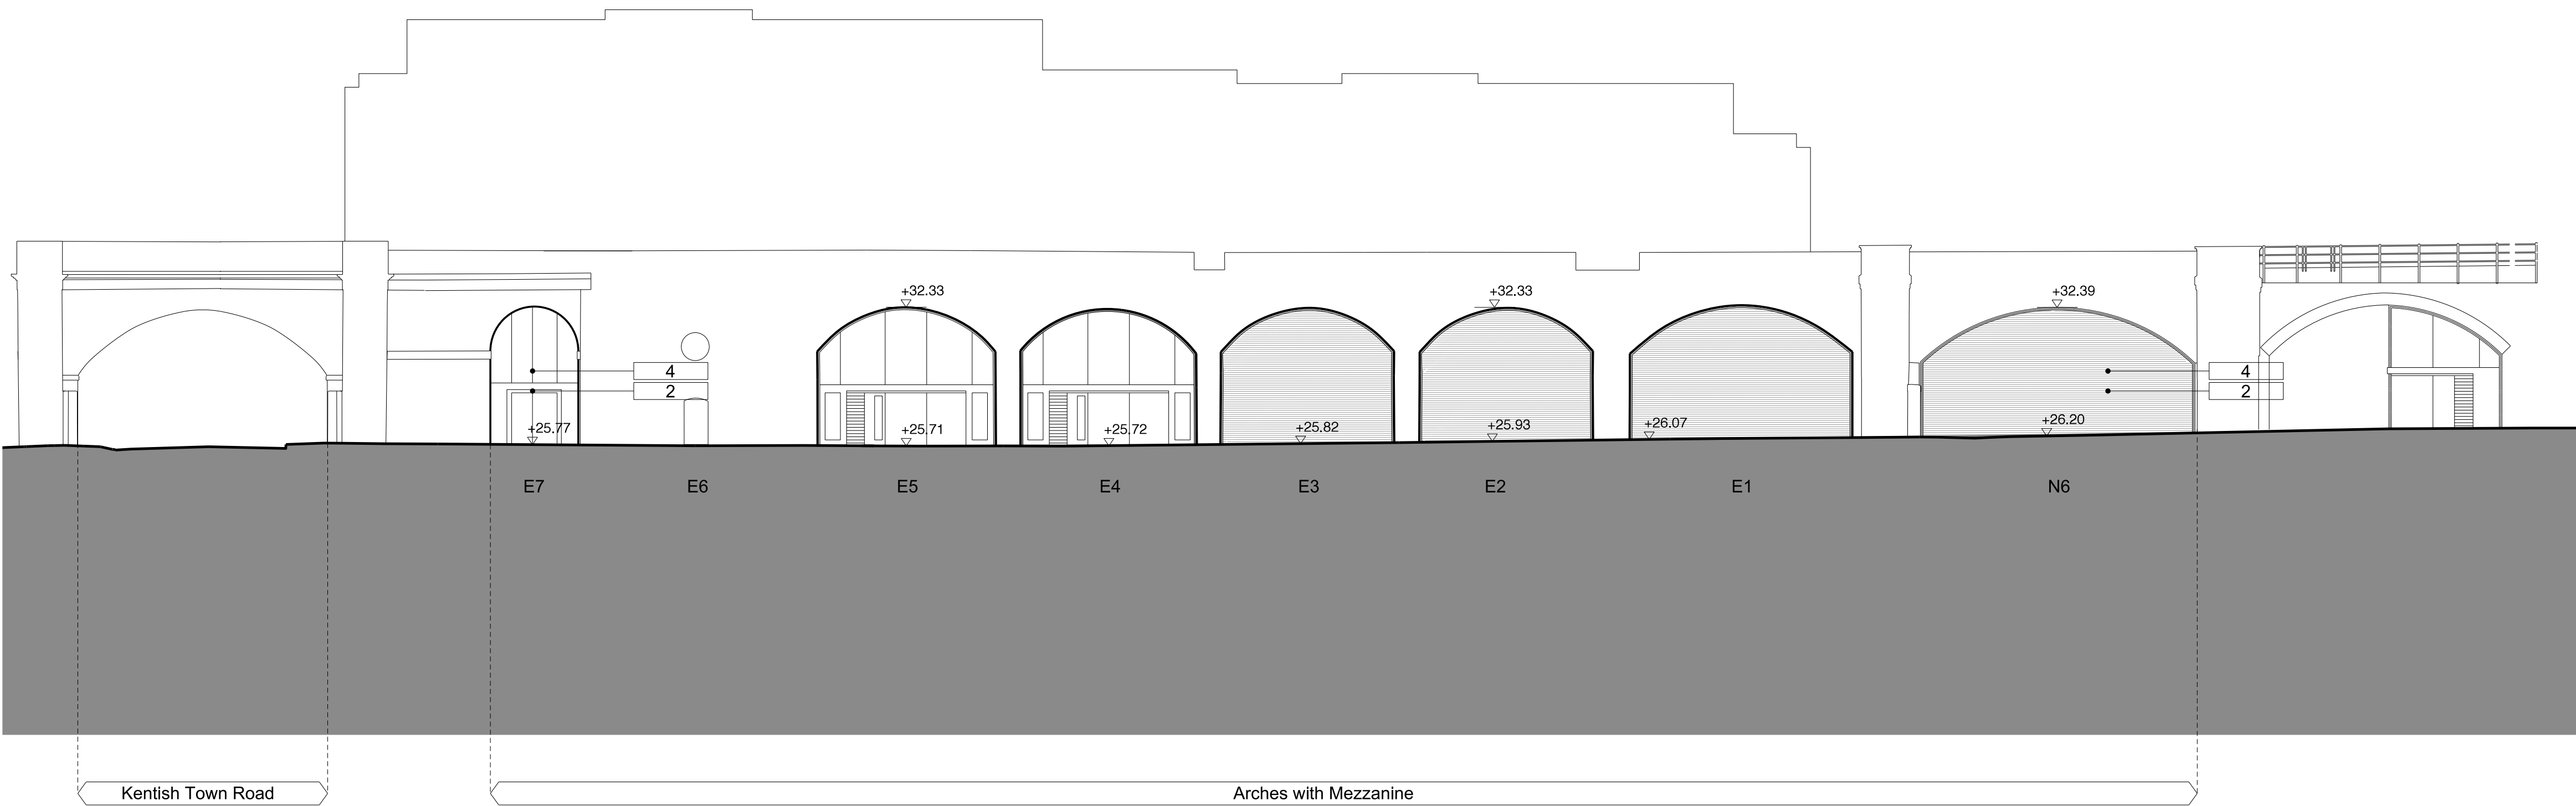 +32.33
+32.33
+32.39
4
2
4
2
+25.77
+25.71
+25.72
+25.82
+25.93
+26.07
+26.20
E7
E6
E5
E4
E3
E2
E1
N6
Kentish Town Road
Arches with Mezzanine